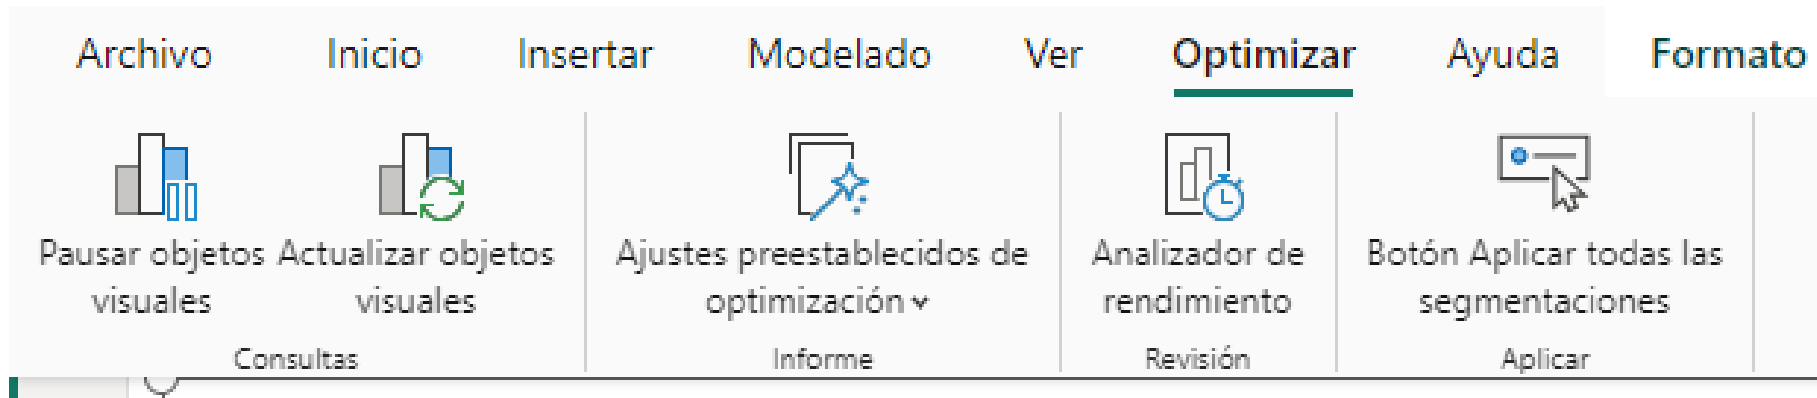 Archivo Inicio Insertar Modelado Ver Optimizar Ayuda Formato
Pausar objetos visuales
Actualizar objetos visuales
Ajustes preestablecidos de optimización
Analizador de rendimiento
Botón Aplicar todas las segmentaciones
Consultas Informe Revisión Aplicar